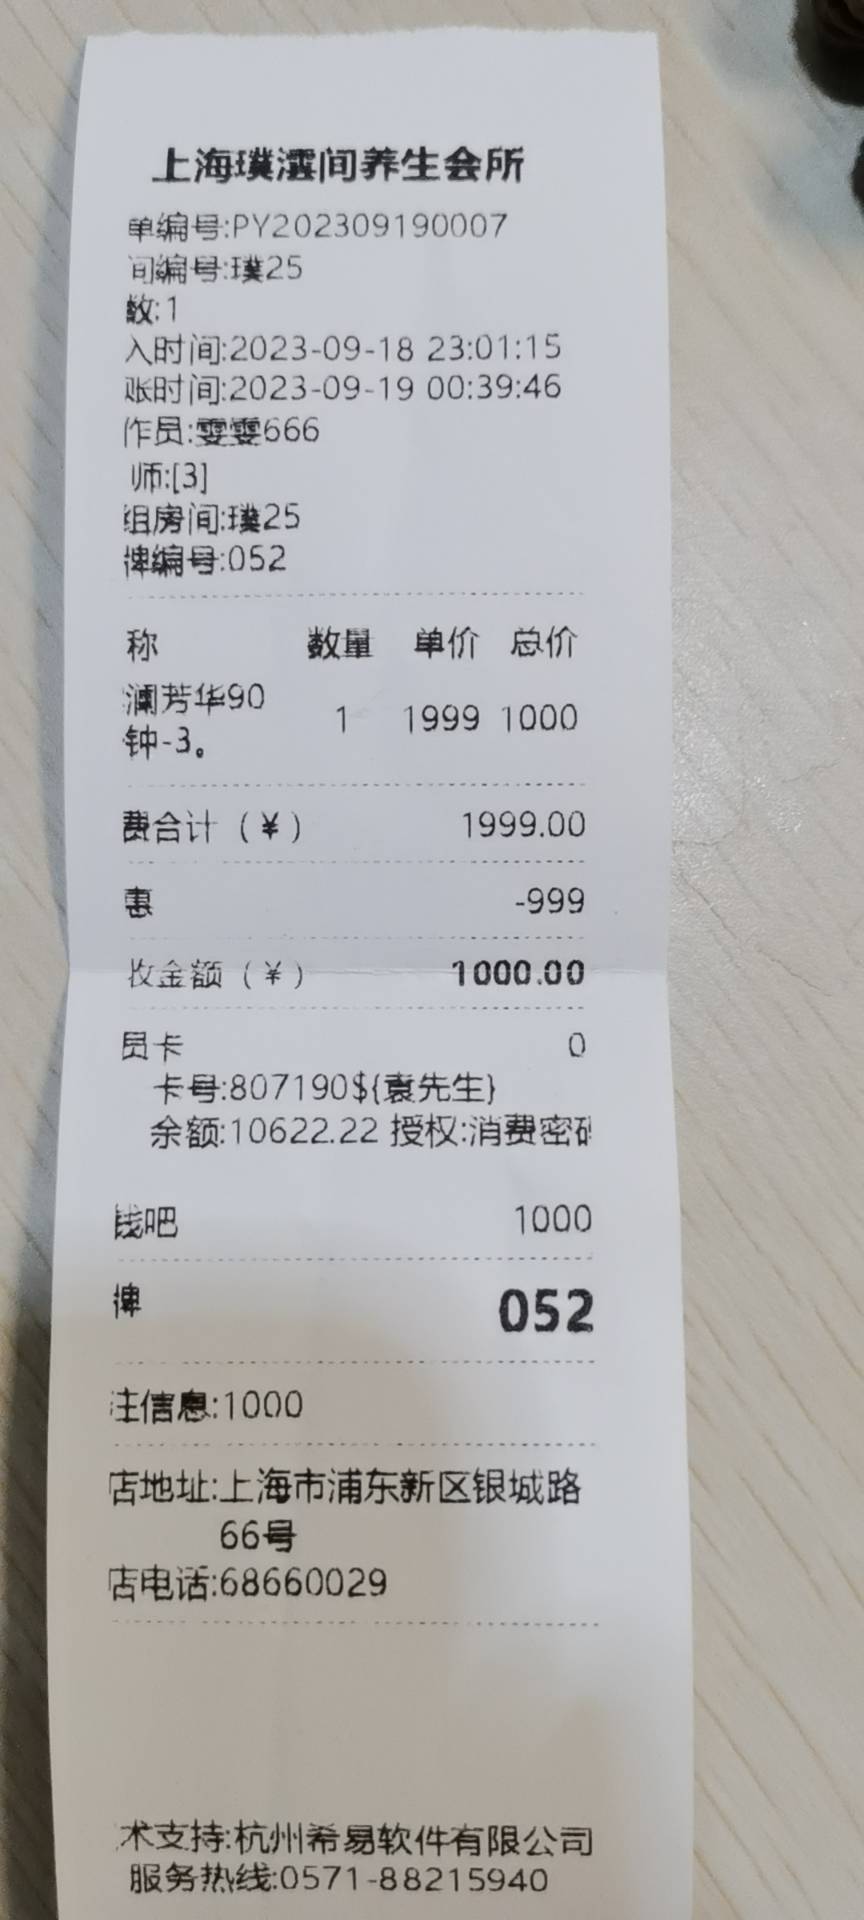 上海璞澐间养生会所
单编号:PY202309190007
间编号:璞25
数:1
入时间:2023-09-18 23:01:15
账时间:2023-09-19 00:39:46
作员:雯雯666
师:[3]
组房间:璞25
牌编号:052
称 数量 单价 总价
澜芳华90 1 1999 1000
钟-3。
费合计（￥） 1999.00
惠 -999
收金额（￥） 1000.00
员卡 0
卡号:807190${袁先生}
余额:10622.22 授权:消费密码
钱吧 1000
牌 052
注信息:1000
店地址:上海市浦东新区银城路
66号
店电话:68660029
术支持:杭州希易软件有限公司
服务热线:0571-88215940